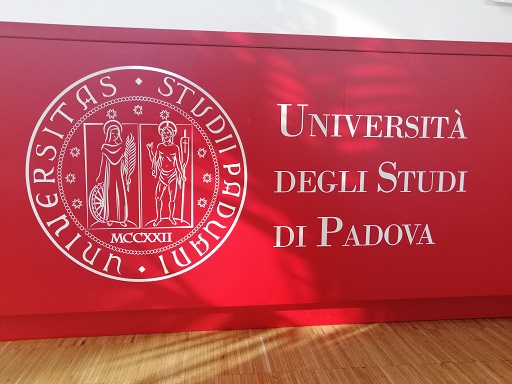 UNIVERSITAS · STUDII PADUANI ·
MCCXXII
UNIVERSITÀ
DEGLI STUDI
DI PADOVA